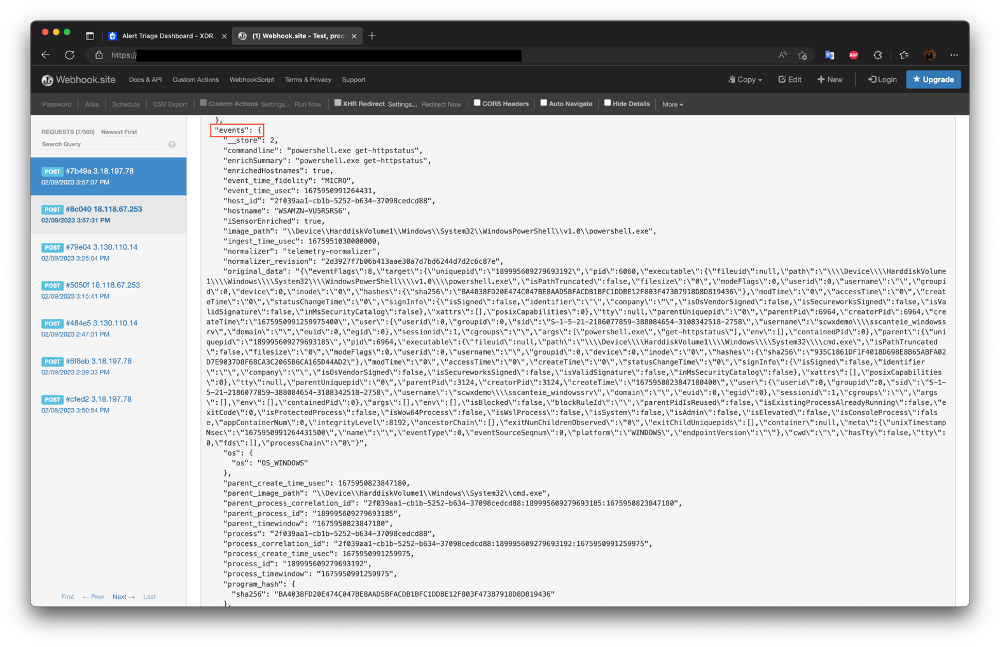 Alert Triage Dashboard - XDR
(1) Webhook.site - Test, proc
https://
ABP
Webhook.site
Docs & API
Custom Actions
WebhookScript
Terms & Privacy
Support
Copy
Edit
New
Login
Upgrade
Password
Alias
Schedule
CSV Export
Custom Actions
Settings...
Run Now
XHR Redirect
Settings...
Redirect Now
CORS Headers
Auto Navigate
Hide Details
More
REQUESTS (7/500)
Newest First
Search Query
POST #7b49a 3.18.197.78
02/09/2023 3:57:37 PM
POST #8c040 18.118.67.253
02/09/2023 3:57:31 PM
POST #79e04 3.130.110.14
02/09/2023 3:25:04 PM
POST #5050f 18.118.67.253
02/09/2023 3:15:41 PM
POST #484e5 3.130.110.14
02/09/2023 2:47:31 PM
POST #6f8eb 3.18.197.78
02/09/2023 2:39:33 PM
POST #cfed2 3.18.197.78
02/08/2023 3:50:54 PM
First
← Prev
Next →
Last
},
"events": {
"__store": 2,
"commandline": "powershell.exe get-httpstatus",
"enrichSummary": "powershell.exe get-httpstatus",
"enrichedHostnames": true,
"event_time_fidelity": "MICRO",
"event_time_usec": 1675950991264431,
"host_id": "2f039aa1-cb1b-5252-b634-37098cedcd88",
"hostname": "WSAMZN-VU5R5RS6",
"iSensorEnriched": true,
"image_path": "\\Device\\HarddiskVolume1\\Windows\\System32\\WindowsPowerShell\\v1.0\\powershell.exe",
"ingest_time_usec": 1675951030000000,
"normalizer": "telemetry-normalizer",
"normalizer_revision": "2d3927f7b06b413aae30a7d7bd6244d7d2c6c87e",
"original_data": "{\"eventFlags\":8,\"target\":{\"uniquepid\":\"189995609279693192\",\"pid\":6060,\"executable\":{\"fileuid\":null,\"path\":\"\\\\Device\\\\HarddiskVolume
1\\\\Windows\\\\System32\\\\WindowsPowerShell\\\\v1.0\\\\powershell.exe\",\"isPathTruncated\":false,\"filesize\":\"0\",\"modeFlags\":0,\"userid\":0,\"username\":\"\",\"groupi
d\":0,\"device\":0,\"inode\":\"0\",\"hashes\":{\"sha256\":\"BA4038FD20E474C047BE8AAD5BFACDB1BFC1DDBE12F803F473B7918D8D819436\"},\"modTime\":\"0\",\"accessTime\":\"0\",\"creat
eTime\":\"0\",\"statusChangeTime\":\"0\",\"signInfo\":{\"isSigned\":false,\"identifier\":\"\",\"company\":\"\",\"isOsVendorSigned\":false,\"isSecureworksSigned\":false,\"isVa
lidSignature\":false,\"inMsSecurityCatalog\":false},\"xattrs\":[],\"posixCapabilities\":0},\"tty\":null,\"parentUniquepid\":\"0\",\"parentPid\":6964,\"creatorPid\":6964,\"cre
ateTime\":\"1675950991259975400\",\"user\":{\"userid\":0,\"groupid\":0,\"sid\":\"S-1-5-21-2186077859-388084654-3108342518-2758\",\"username\":\"scwxdemo\\\\sscanteie_windowss
rv\",\"domain\":\"\",\"euid\":0,\"egid\":0},\"sessionid\":1,\"cgroups\":\"\",\"args\":[\"powershell.exe\",\"get-httpstatus\"],\"env\":[],\"containedPid\":0},\"parent\":{\"uni
quepid\":\"189995609279693185\",\"pid\":6964,\"executable\":{\"fileuid\":null,\"path\":\"\\\\Device\\\\HarddiskVolume1\\\\Windows\\\\System32\\\\cmd.exe\",\"isPathTruncated
\":false,\"filesize\":\"0\",\"modeFlags\":0,\"userid\":0,\"username\":\"\",\"groupid\":0,\"device\":0,\"inode\":\"0\",\"hashes\":{\"sha256\":\"935C1861DF1F4018D698E8B65ABFA02
D7E9037D8F68CA3C2065B6CA165D44AD2\"},\"modTime\":\"0\",\"accessTime\":\"0\",\"createTime\":\"0\",\"statusChangeTime\":\"0\",\"signInfo\":{\"isSigned\":false,\"identifier
\":\"\",\"company\":\"\",\"isOsVendorSigned\":false,\"isSecureworksSigned\":false,\"isValidSignature\":false,\"inMsSecurityCatalog\":false},\"xattrs\":[],\"posixCapabilities
\":0},\"tty\":null,\"parentUniquepid\":\"0\",\"parentPid\":3124,\"creatorPid\":3124,\"createTime\":\"1675950823847180400\",\"user\":{\"userid\":0,\"groupid\":0,\"sid\":\"S-1-
5-21-2186077859-388084654-3108342518-2758\",\"username\":\"scwxdemo\\\\sscanteie_windowssrv\",\"domain\":\"\",\"euid\":0,\"egid\":0},\"sessionid\":1,\"cgroups\":\"\",\"args
\":[],\"env\":[],\"containedPid\":0},\"args\":[],\"env\":[],\"isBlocked\":false,\"blockRuleId\":\"\",\"parentPidIsReused\":false,\"isExistingProcessAlreadyRunning\":false,\"e
xitCode\":0,\"isProtectedProcess\":false,\"isWow64Process\":false,\"isWslProcess\":false,\"isSystem\":false,\"isAdmin\":false,\"isElevated\":false,\"isConsoleProcess\":fals
e,\"appContainerNum\":0,\"integrityLevel\":8192,\"ancestorChain\":[],\"exitNumChildrenObserved\":\"0\",\"exitChildUniquepids\":[],\"container\":null,\"meta\":{\"unixTimestamp
Nsec\":\"1675950991264431500\",\"name\":\"\",\"eventType\":0,\"eventSourceSeqnum\":0,\"platform\":\"WINDOWS\",\"endpointVersion\":\"\"},\"cwd\":\"\",\"hasTty\":false,\"tty\":
0,\"fds\":[],\"processChain\":\"0\"}",
"os": {
"os": "OS_WINDOWS"
},
"parent_create_time_usec": 1675950823847180,
"parent_image_path": "\\Device\\HarddiskVolume1\\Windows\\System32\\cmd.exe",
"parent_process_correlation_id": "2f039aa1-cb1b-5252-b634-37098cedcd88:189995609279693185:1675950823847180",
"parent_process_id": "189995609279693185",
"parent_timewindow": "1675950823847180",
"process": "2f039aa1-cb1b-5252-b634-37098cedcd88",
"process_correlation_id": "2f039aa1-cb1b-5252-b634-37098cedcd88:189995609279693192:1675950991259975",
"process_create_time_usec": 1675950991259975,
"process_id": "189995609279693192",
"process_timewindow": "1675950991259975",
"program_hash": {
"sha256": "BA4038FD20E474C047BE8AAD5BFACDB1BFC1DDBE12F803F473B7918D8D819436"
},